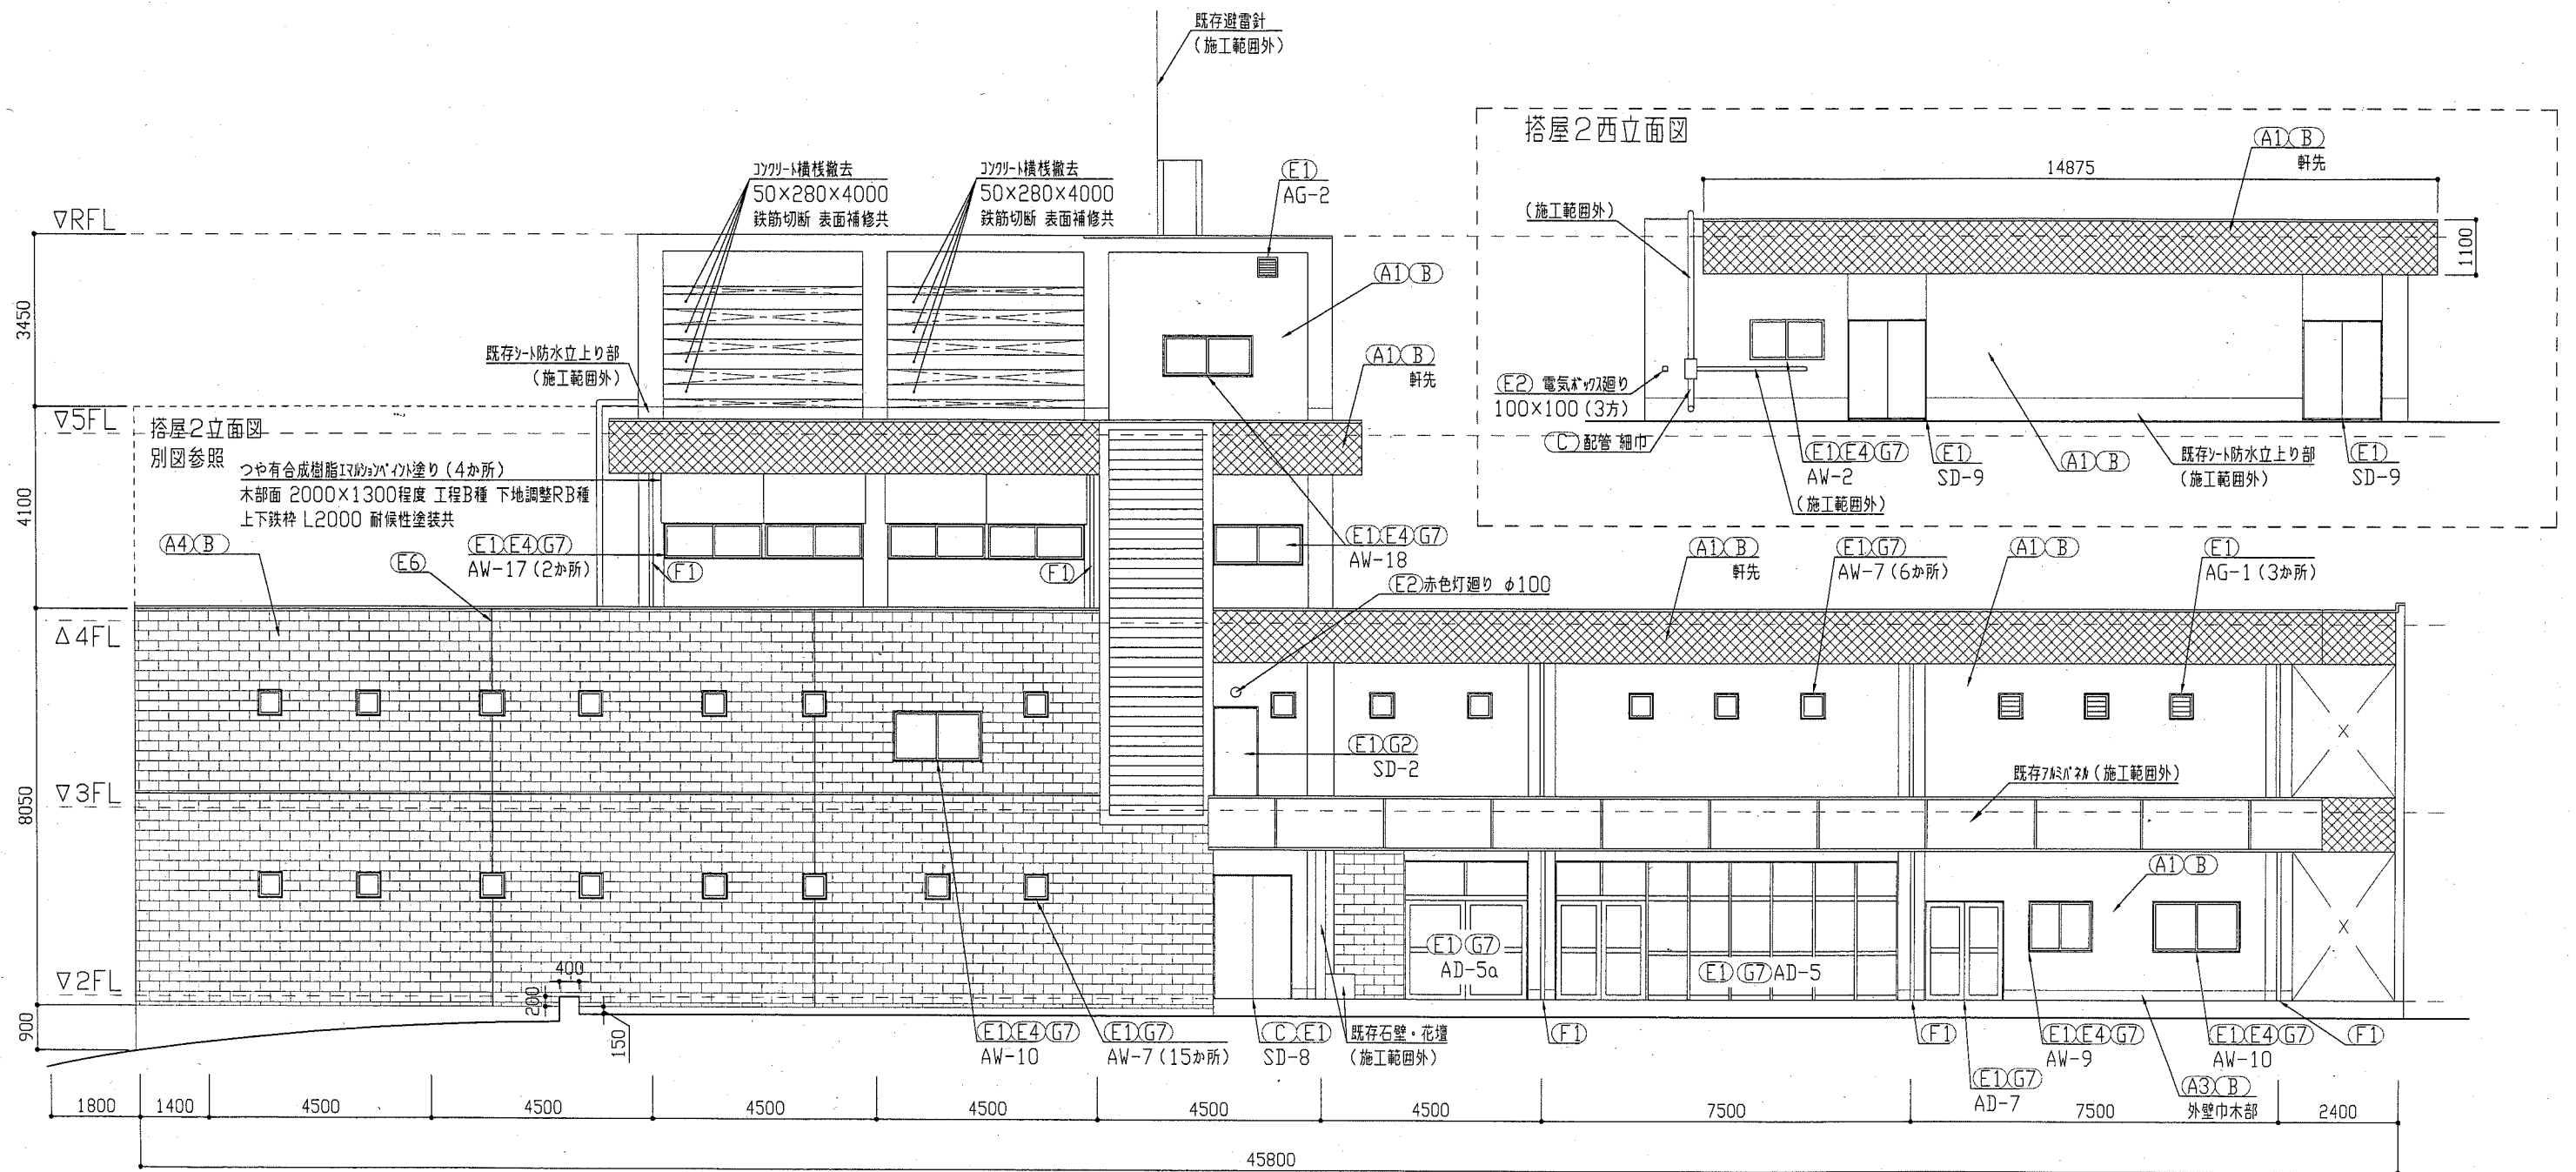 既存避雷針
(施工範囲外)
コンクリート横桟撤去
50×280×4000
鉄筋切断 表面補修共
コンクリート横桟撤去
50×280×4000
鉄筋切断 表面補修共
E1
AG-2
A1 B
A1 B
軒先
▽RFL
3450
既存シート防水立上り部
(施工範囲外)
▽5FL
塔屋2立面図
別図参照
つや有合成樹脂エマルションペイント塗り(4か所)
木部面 2000×1300程度 工程B種 下地調整RB種
上下鉄枠 L2000 耐候性塗装共
4100
A4 B
E6
E1 E4 G7
AW-17(2か所)
F1
F1
E1 E4 G7
AW-18
E2 赤色灯廻り φ100
搭屋2西立面図
14875
A1 B
軒先
(施工範囲外)
1100
E2 電気ボックス廻り
100×100(3方)
C 配管 細巾
E1 E4 G7
AW-2
(施工範囲外)
E1
SD-9
A1 B
既存シート防水立上り部
(施工範囲外)
E1
SD-9
A1 B
軒先
E1 G7
AW-7(6か所)
A1 B
E1
AG-1(3か所)
△4FL
E1 G2
SD-2
既存アルミパネル(施工範囲外)
▽3FL
8050
A1 B
E1 G7
AD-5a
E1 G7 AD-5
▽2FL
400
200
150
900
E1 E4 G7
AW-10
E1 G7
AW-7(15か所)
C E1
SD-8
既存石壁・花壇
(施工範囲外)
F1
F1
E1 G7
AD-7
E1 E4 G7
AW-9
E1 E4 G7
AW-10
F1
A3 B
外壁巾木部
1800 1400 4500 4500 4500 4500 4500 4500 7500 7500 2400
45800